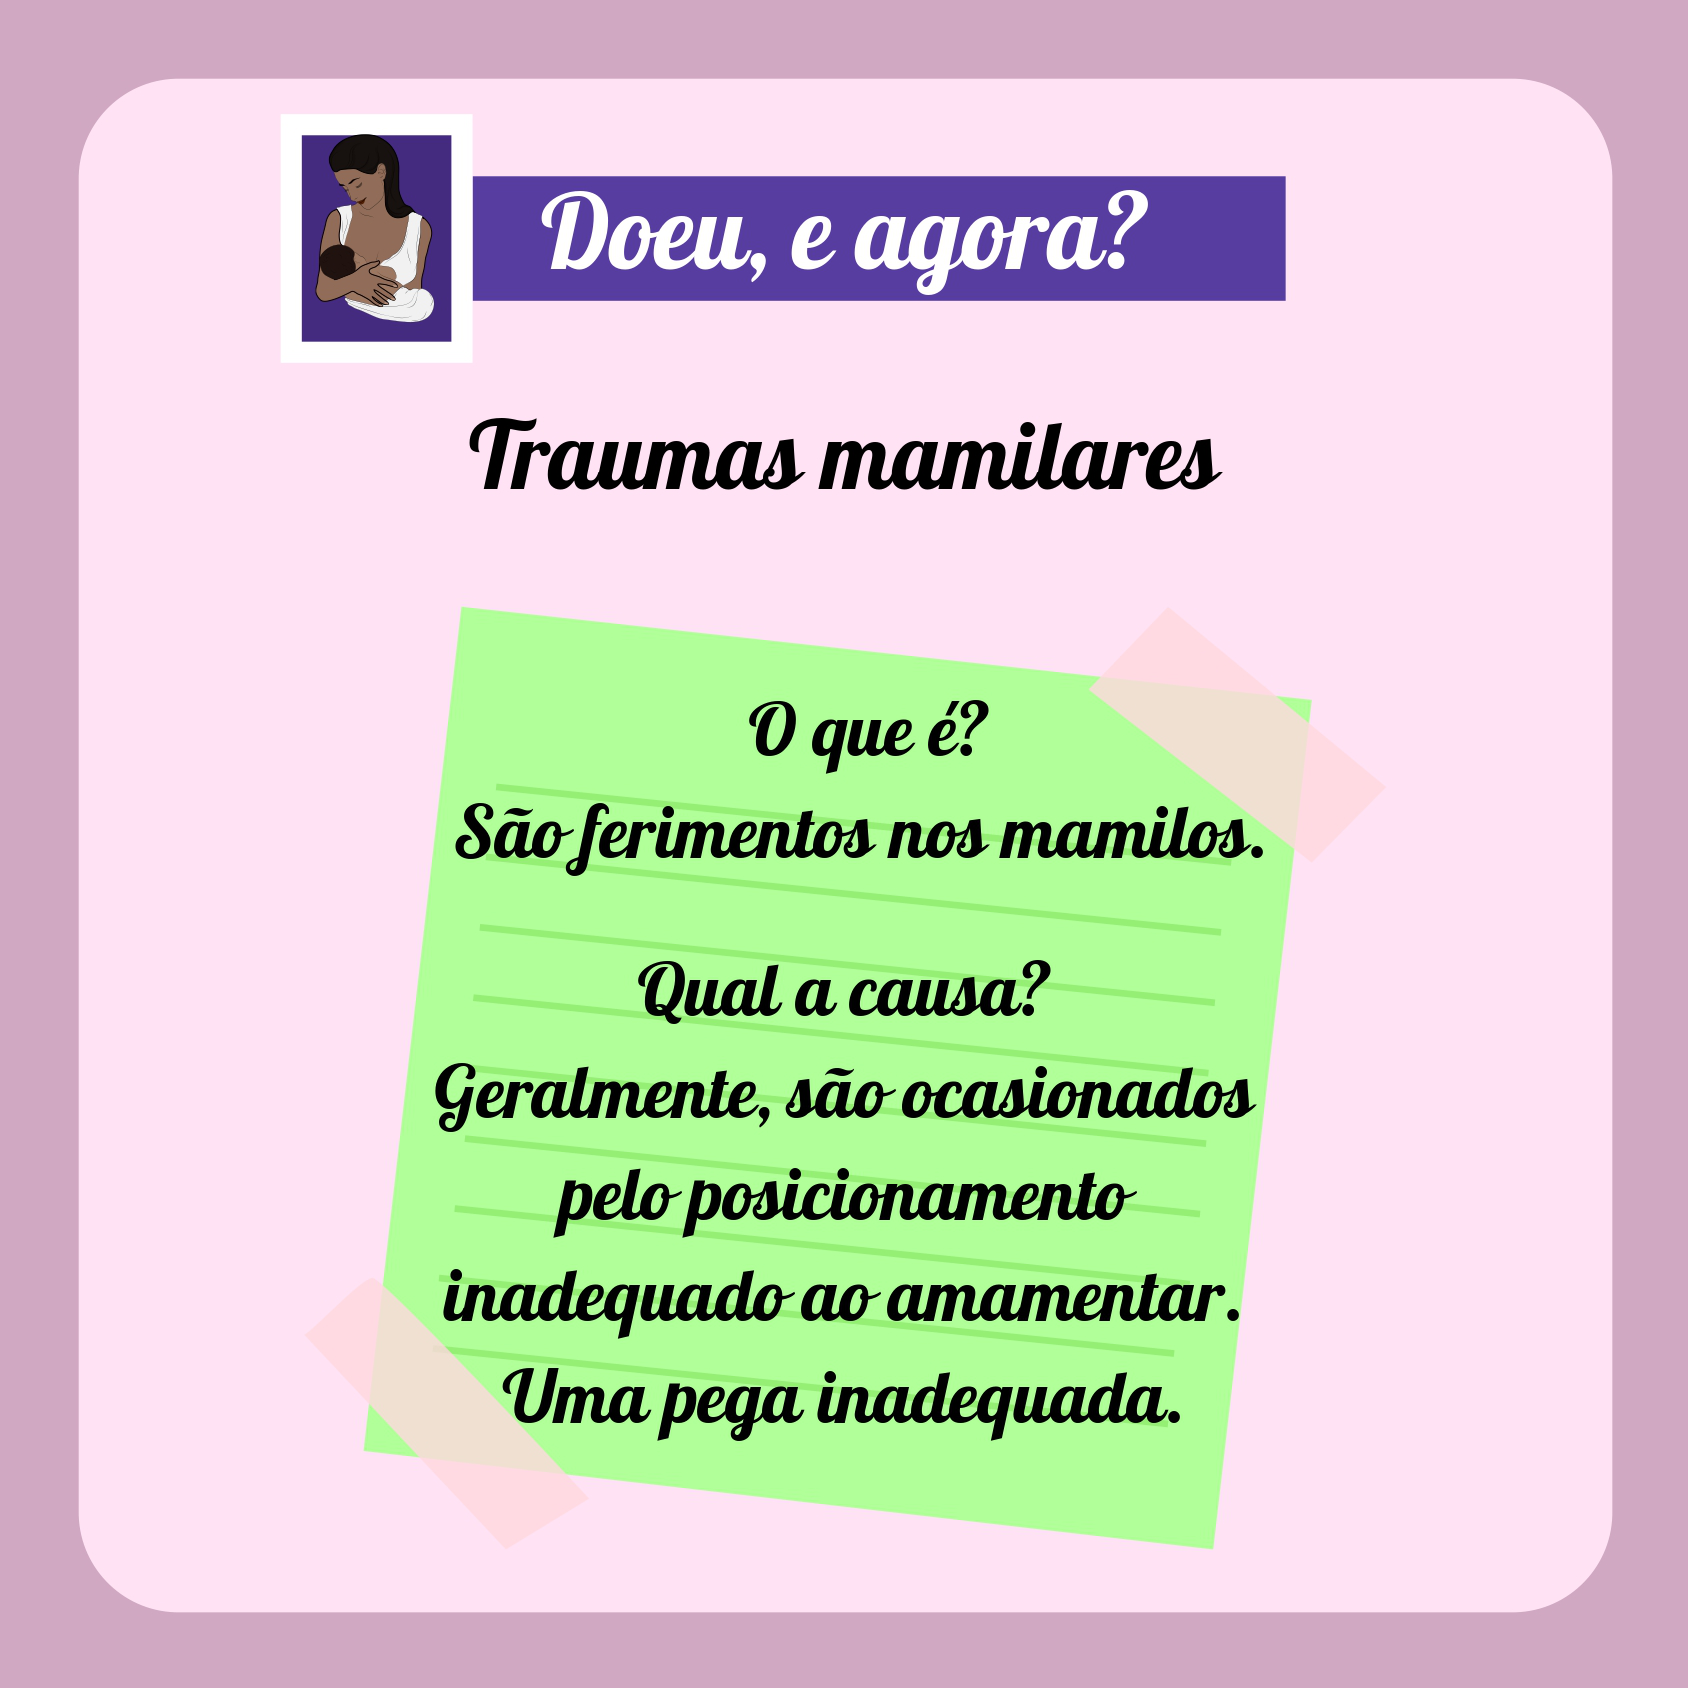 Doeu, e agora?
Traumas mamilares
O que é?
São ferimentos nos mamilos.
Qual a causa?
Geralmente, são ocasionados
pelo posicionamento
inadequado ao amamentar.
Uma pega inadequada.